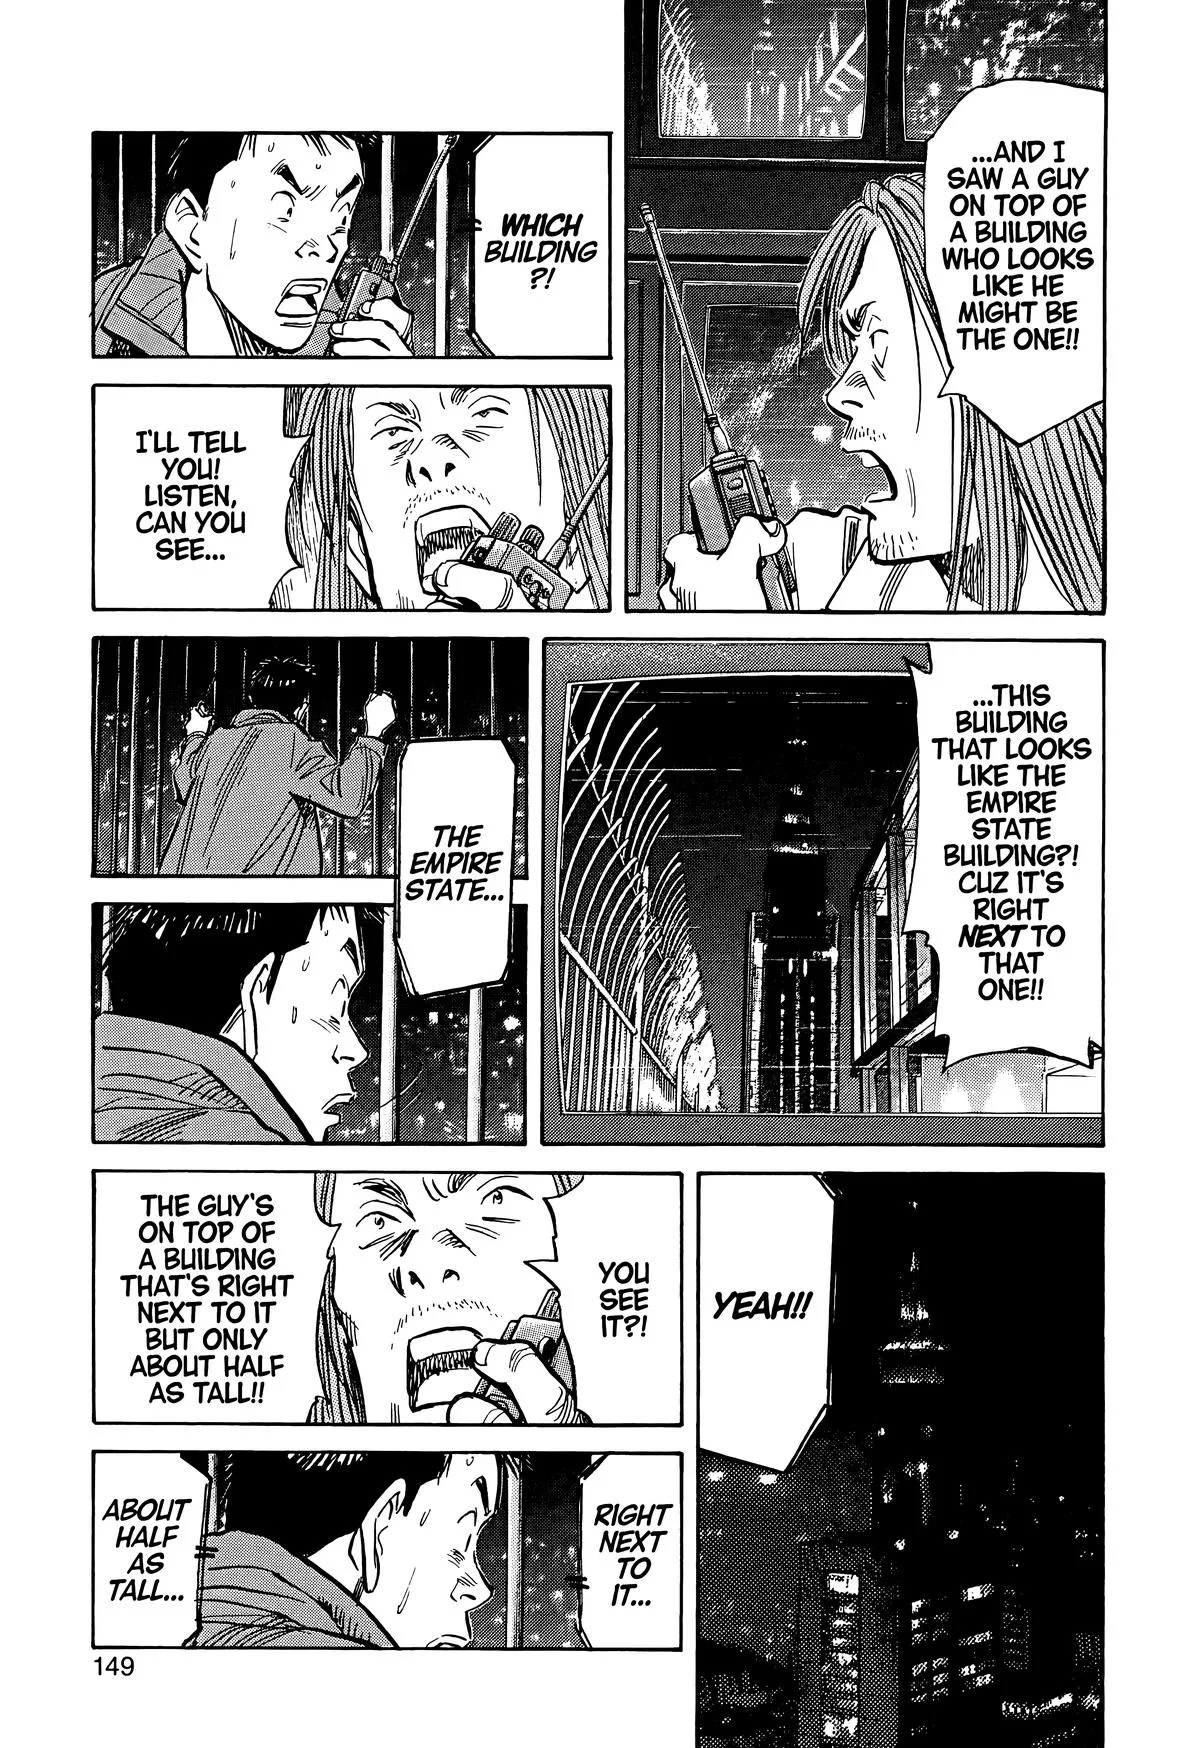 ...AND I
SAW A GUY
ON TOP OF
A BUILDING
WHO LOOKS
LIKE HE
MIGHT BE
THE ONE!!
WHICH
BUILDING
?!
I'LL TELL
YOU!
LISTEN,
CAN YOU
SEE...
...THIS
BUILDING
THAT LOOKS
LIKE THE
EMPIRE
STATE
BUILDING?!
CUZ IT'S
RIGHT
NEXT TO
THAT
ONE!!
THE
EMPIRE
STATE...
YEAH!!
YOU
SEE
IT?!
THE GUY'S
ON TOP OF
A BUILDING
THAT'S RIGHT
NEXT TO IT
BUT ONLY
ABOUT HALF
AS TALL!!
RIGHT
NEXT
TO
IT...
ABOUT
HALF
AS
TALL...
149